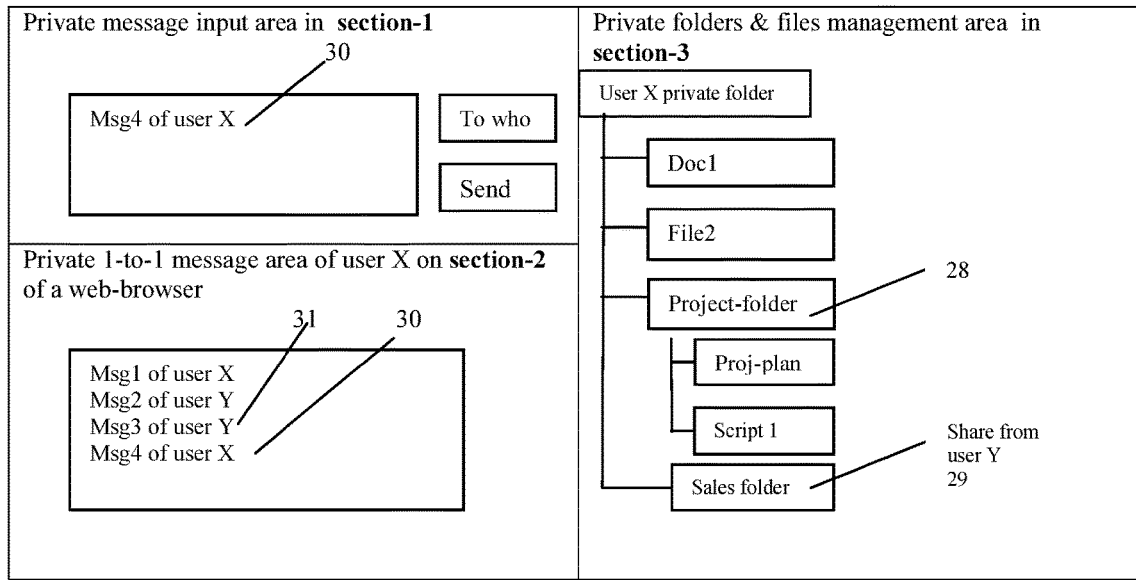 Private message input area in section-1
30
Msg4 of user X
To who
Send
Private 1-to-1 message area of user X on section-2
of a web-browser
31
30
Msg1 of user X
Msg2 of user Y
Msg3 of user Y
Msg4 of user X
Private folders & files management area in
section-3
User X private folder
Doc1
File2
28
Project-folder
Proj-plan
Script 1
Share from
user Y
29
Sales folder